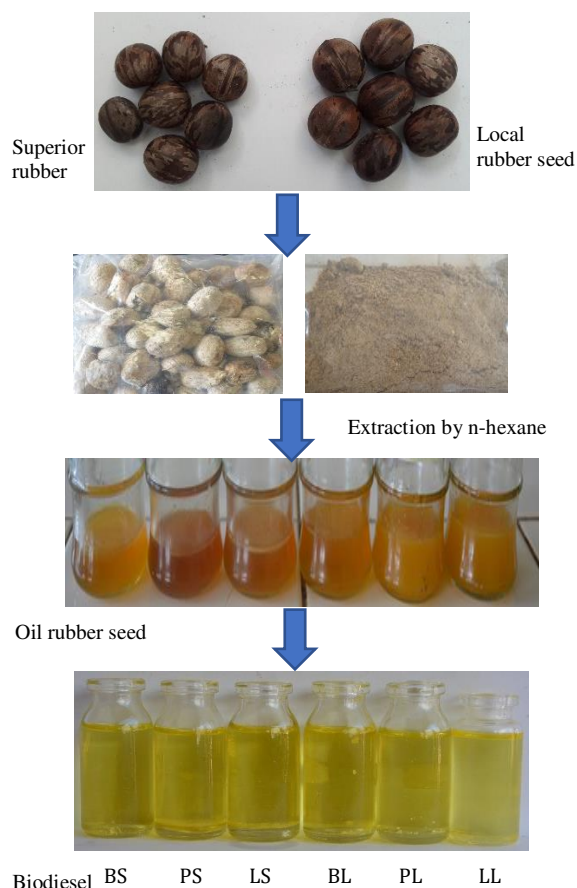 Superior
rubber
Local
rubber seed
Extraction by n-hexane
Oil rubber seed
Biodiesel BS PS LS BL PL LL